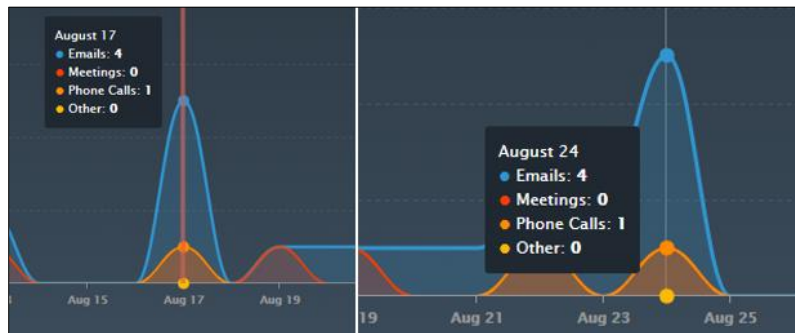 August 17
Emails: 4
Meetings: 0
Phone Calls: 1
Other: 0
Aug 15
Aug 17
Aug 19
August 24
Emails: 4
Meetings: 0
Phone Calls: 1
Other: 0
19
Aug 21
Aug 23
Aug 25